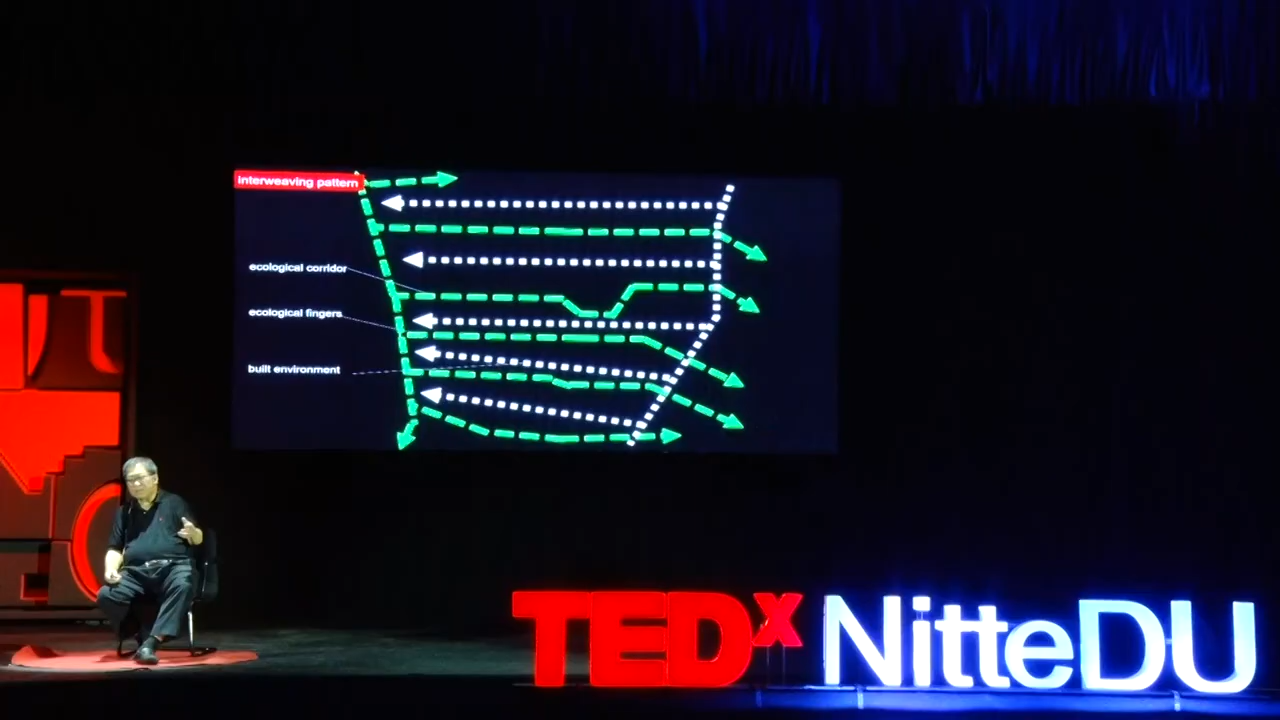 interweaving pattern
ecological corridor
ecological fingers
built environment
TEDx NitteDU